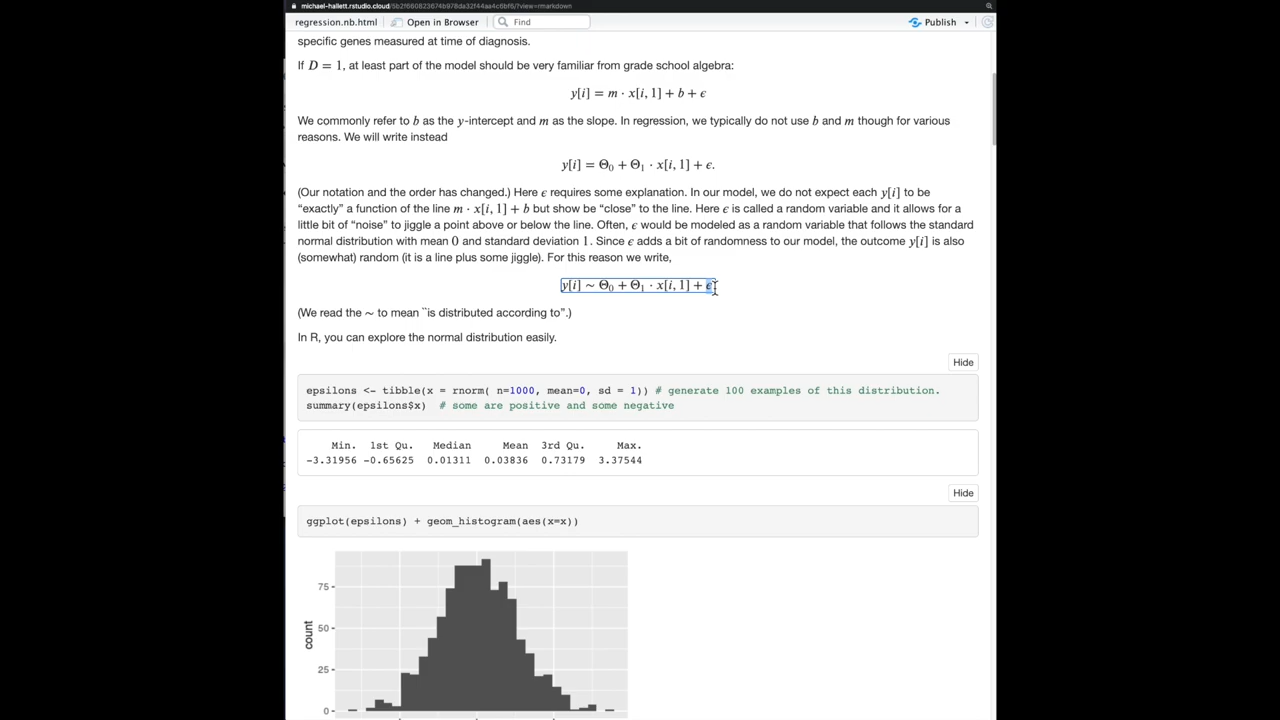 michael-hallett.rstudio.cloud/5b2f660823674b978da32f44aa4c6bf6/?view=rmarkdown
regression.nb.html Open in Browser Find Publish
specific genes measured at time of diagnosis.
If D = 1, at least part of the model should be very familiar from grade school algebra:
y[i] = m · x[i, 1] + b + ϵ
We commonly refer to b as the y-intercept and m as the slope. In regression, we typically do not use b and m though for various
reasons. We will write instead
y[i] = Θ₀ + Θ₁ · x[i, 1] + ϵ.
(Our notation and the order has changed.) Here ϵ requires some explanation. In our model, we do not expect each y[i] to be
“exactly” a function of the line m · x[i, 1] + b but show be “close” to the line. Here ϵ is called a random variable and it allows for a
little bit of “noise” to jiggle a point above or below the line. Often, ϵ would be modeled as a random variable that follows the standard
normal distribution with mean 0 and standard deviation 1. Since ϵ adds a bit of randomness to our model, the outcome y[i] is also
(somewhat) random (it is a line plus some jiggle). For this reason we write,
y[i] ∼ Θ₀ + Θ₁ · x[i, 1] + ϵ
(We read the ∼ to mean ``is distributed according to”.)
In R, you can explore the normal distribution easily.
Hide
epsilons <- tibble(x = rnorm( n=1000, mean=0, sd = 1)) # generate 100 examples of this distribution.
summary(epsilons$x) # some are positive and some negative
Min. 1st Qu. Median Mean 3rd Qu. Max.
-3.31956 -0.65625 0.01311 0.03836 0.73179 3.37544
Hide
ggplot(epsilons) + geom_histogram(aes(x=x))
75
50
count
25
0